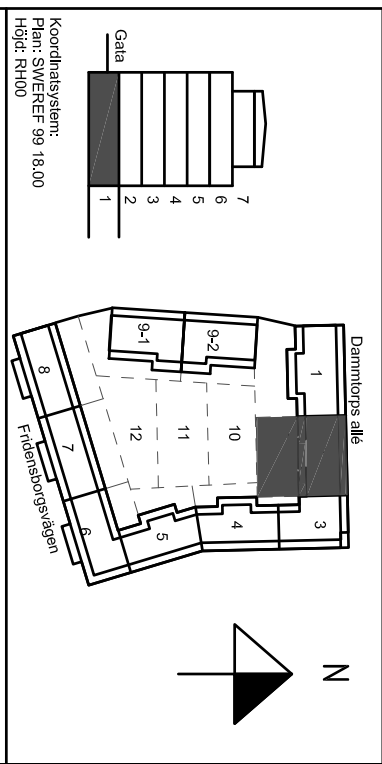 Gata
7
6
5
4
3
2
1
Koordinatsystem:
Plan: SWEREF 99 18.00
Höjd: RH00
Dammtorps allé
1
3
9-1
9-2
10
11
12
4
5
6
7
8
Fridensborgsvägen
N